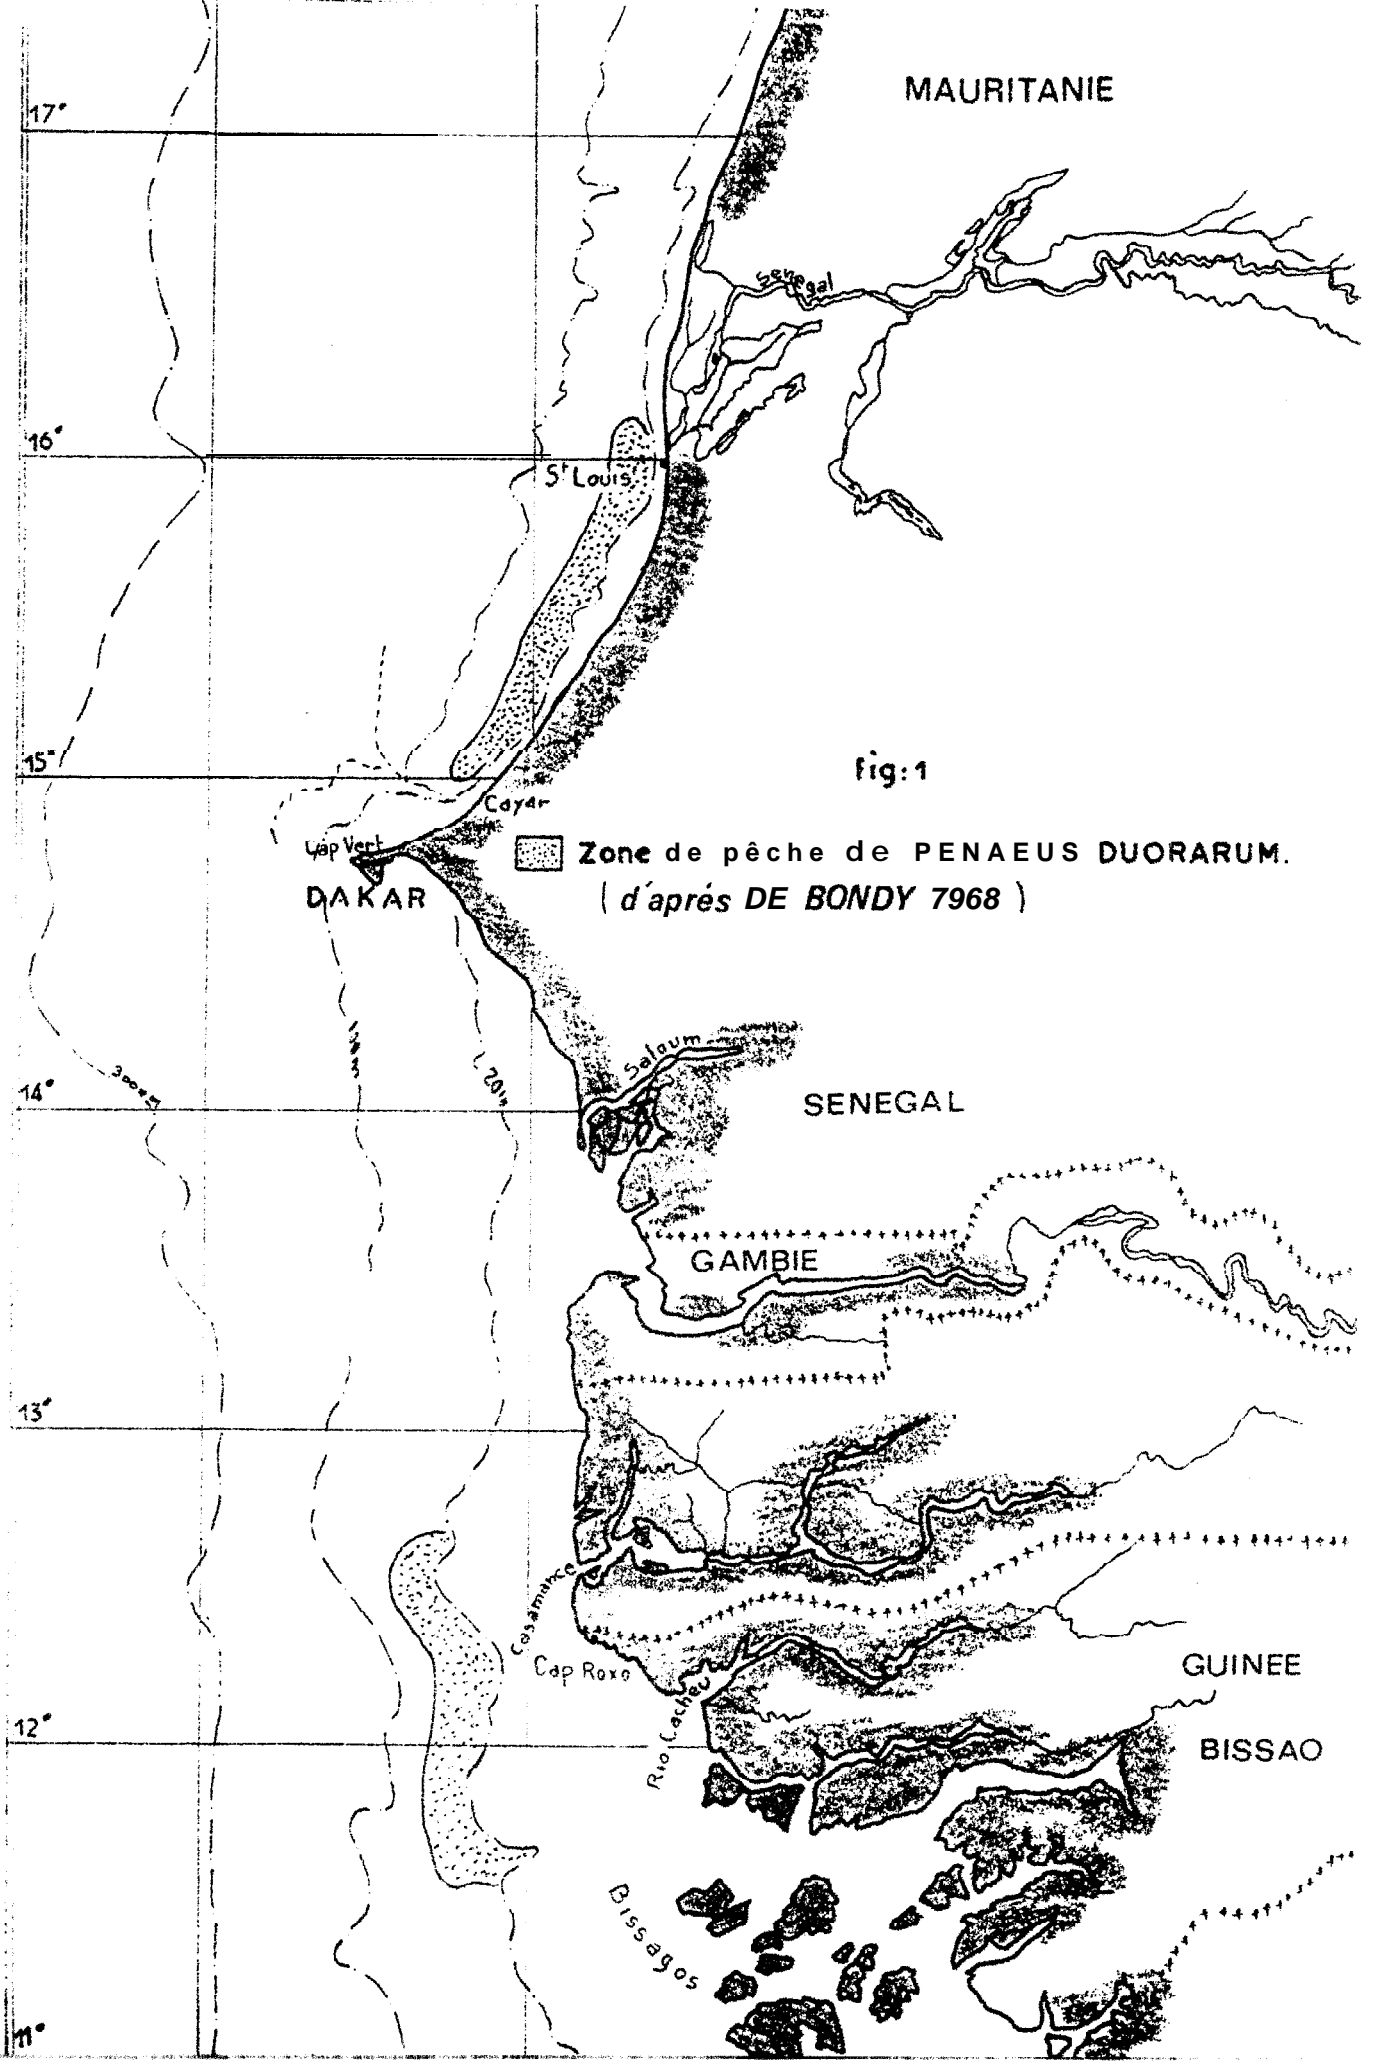 MAURITANIE
17°
Senegal
16°
St Louis
15°
fig:1
Cayar
Cap Vert
Zone de pêche de PENAEUS DUORARUM.
DAKAR
( d'aprés DE BONDY 7968 )
Saloum
300m
20m
14°
SENEGAL
GAMBIE
13°
Casamance
Cap Roxo
GUINEE
Rio Cacheu
12°
BISSAO
Bissagos
11°